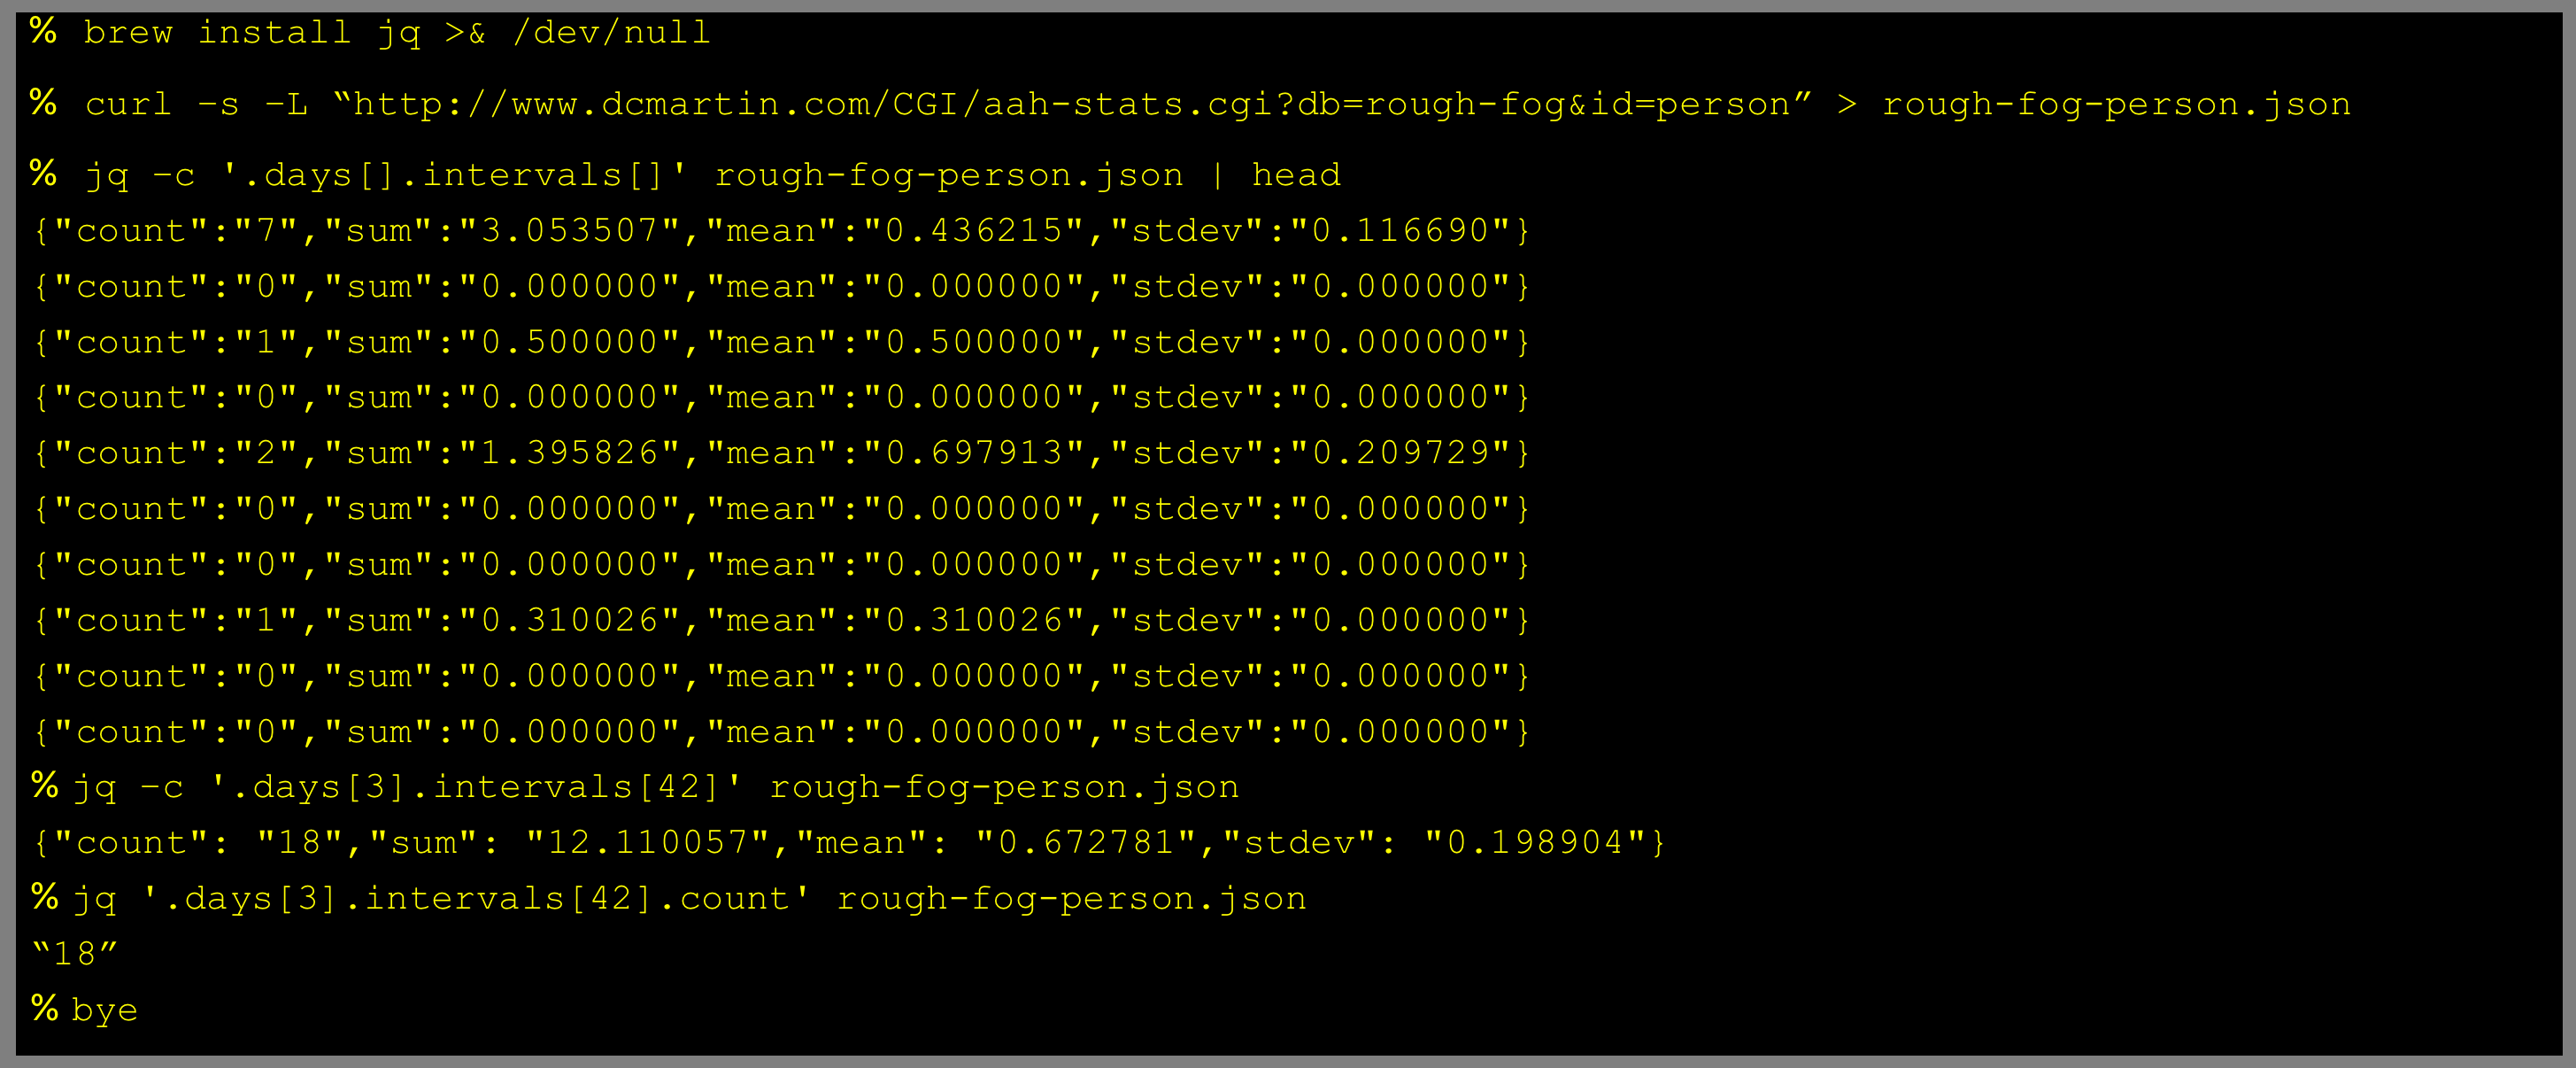 % brew install jq >& /dev/null
% curl –s –L “http://www.dcmartin.com/CGI/aah-stats.cgi?db=rough-fog&id=person” > rough-fog-person.json
% jq –c '.days[].intervals[]' rough-fog-person.json | head
{"count":"7","sum":"3.053507","mean":"0.436215","stdev":"0.116690"}
{"count":"0","sum":"0.000000","mean":"0.000000","stdev":"0.000000"}
{"count":"1","sum":"0.500000","mean":"0.500000","stdev":"0.000000"}
{"count":"0","sum":"0.000000","mean":"0.000000","stdev":"0.000000"}
{"count":"2","sum":"1.395826","mean":"0.697913","stdev":"0.209729"}
{"count":"0","sum":"0.000000","mean":"0.000000","stdev":"0.000000"}
{"count":"0","sum":"0.000000","mean":"0.000000","stdev":"0.000000"}
{"count":"1","sum":"0.310026","mean":"0.310026","stdev":"0.000000"}
{"count":"0","sum":"0.000000","mean":"0.000000","stdev":"0.000000"}
{"count":"0","sum":"0.000000","mean":"0.000000","stdev":"0.000000"}
% jq –c '.days[3].intervals[42]' rough-fog-person.json
{"count": "18","sum": "12.110057","mean": "0.672781","stdev": "0.198904"}
% jq '.days[3].intervals[42].count' rough-fog-person.json
“18”
% bye